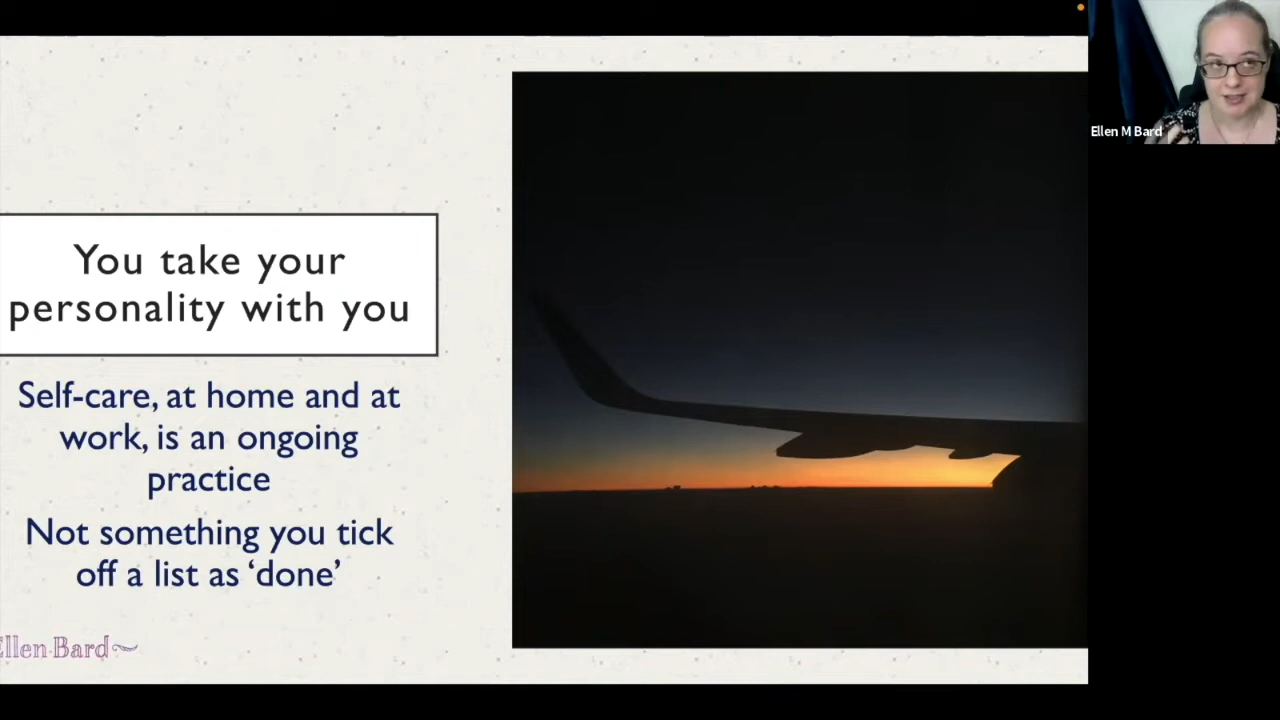 You take your
personality with you
Self-care, at home and at
work, is an ongoing
practice
Not something you tick
off a list as ‘done’
Ellen Bard
Ellen M Bard